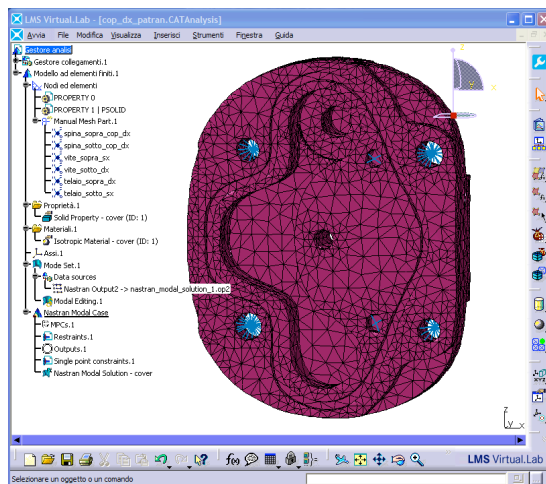 LMS Virtual.Lab - [cop_dx_patran.CATAnalysis]
Avvia File Modifica Visualizza Inserisci Strumenti Finestra Guida
Gestore analisi
Gestore collegamenti.1
Modello ad elementi finiti.1
Nodi ed elementi
PROPERTY 0
PROPERTY 1 | PSOLID
Manual Mesh Part.1
spina_sopra_cop_dx
spina_sotto_cop_dx
vite_sopra_sx
vite_sotto_dx
telaio_sopra_dx
telaio_sotto_sx
Proprietà.1
Solid Property - cover (ID: 1)
Materiali.1
Isotropic Material - cover (ID: 1)
Assi.1
Mode Set.1
Data sources
Nastran Output2 -> nastran_modal_solution_1.op2
Modal Editing.1
Nastran Modal Case
MPCs.1
Restraints.1
Outputs.1
Single point constraints.1
Nastran Modal Solution - cover
z
y x
f(x)
LMS Virtual.Lab
Selezionare un oggetto o un comando